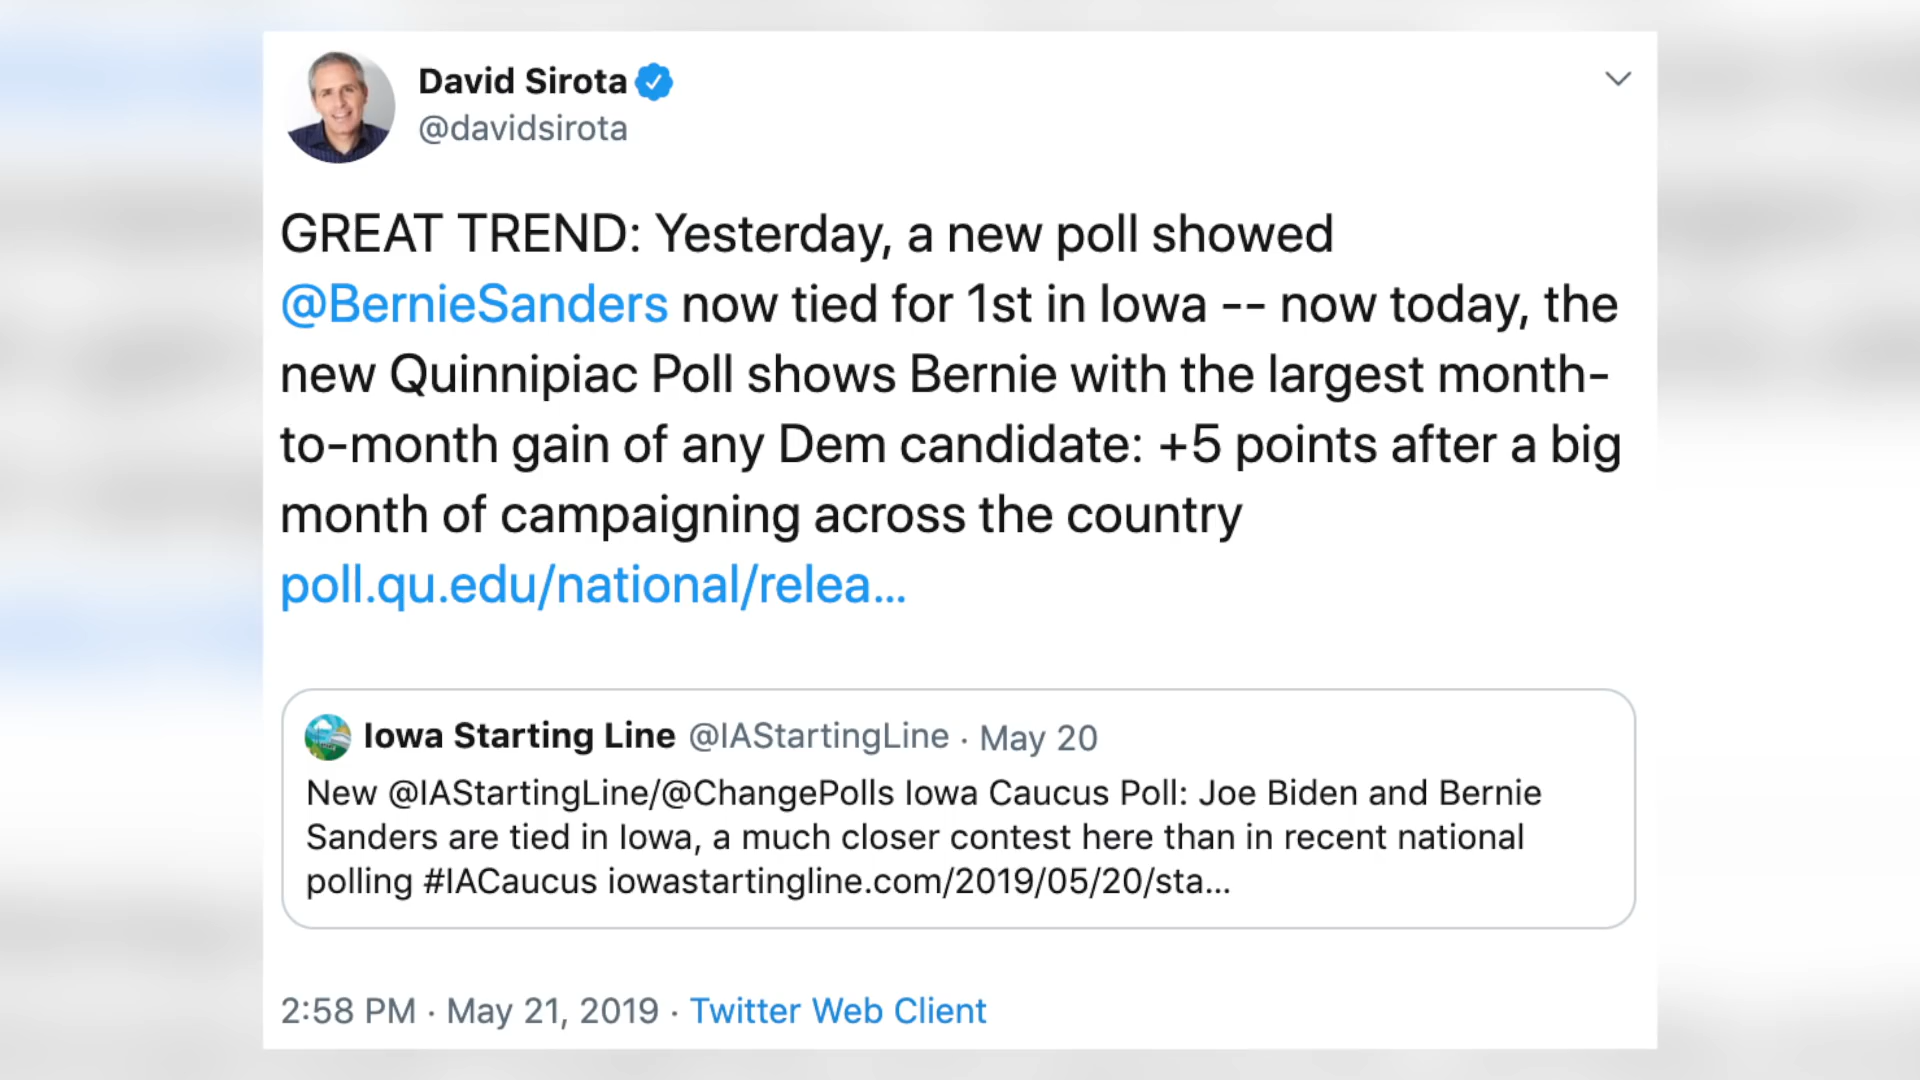 David Sirota
@davidsirota
GREAT TREND: Yesterday, a new poll showed
@BernieSanders now tied for 1st in Iowa -- now today, the
new Quinnipiac Poll shows Bernie with the largest month-
to-month gain of any Dem candidate: +5 points after a big
month of campaigning across the country
poll.qu.edu/national/relea...
Iowa Starting Line @IAStartingLine · May 20
New @IAStartingLine/@ChangePolls Iowa Caucus Poll: Joe Biden and Bernie
Sanders are tied in Iowa, a much closer contest here than in recent national
polling #IACaucus iowastartingline.com/2019/05/20/sta...
2:58 PM · May 21, 2019 · Twitter Web Client